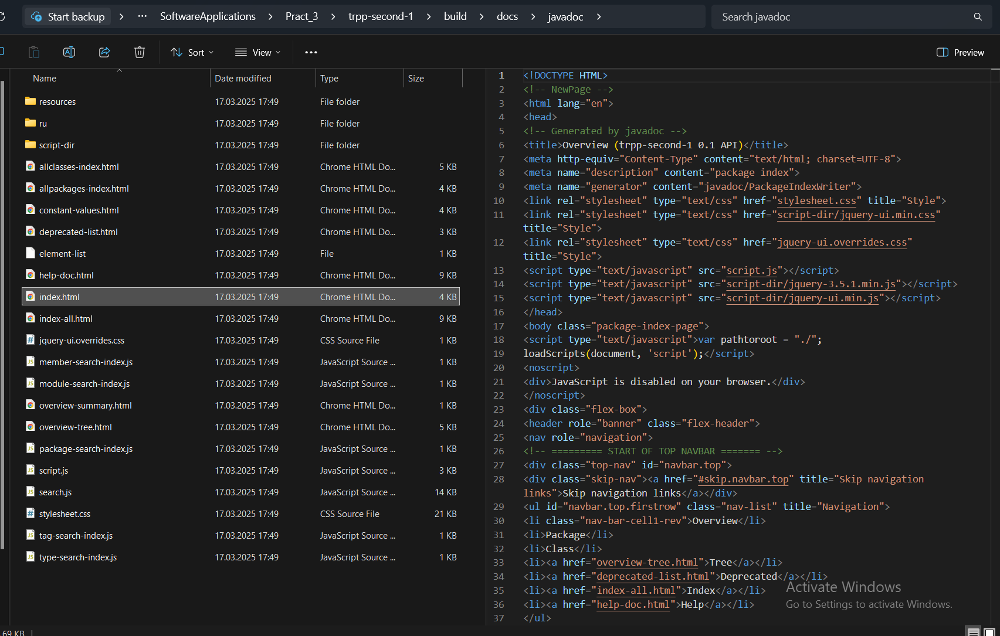 Start backup > ... SoftwareApplications > Pract_3 > trpp-second-1 > build > docs > javadoc >
Search javadoc
Sort
View
Preview
Name Date modified Type Size
resources 17.03.2025 17:49 File folder
ru 17.03.2025 17:49 File folder
script-dir 17.03.2025 17:49 File folder
allclasses-index.html 17.03.2025 17:49 Chrome HTML Do... 5 KB
allpackages-index.html 17.03.2025 17:49 Chrome HTML Do... 4 KB
constant-values.html 17.03.2025 17:49 Chrome HTML Do... 4 KB
deprecated-list.html 17.03.2025 17:49 Chrome HTML Do... 3 KB
element-list 17.03.2025 17:49 File 1 KB
help-doc.html 17.03.2025 17:49 Chrome HTML Do... 9 KB
index.html 17.03.2025 17:49 Chrome HTML Do... 4 KB
index-all.html 17.03.2025 17:49 Chrome HTML Do... 9 KB
jquery-ui.overrides.css 17.03.2025 17:49 CSS Source File 1 KB
member-search-index.js 17.03.2025 17:49 JavaScript Source ... 1 KB
module-search-index.js 17.03.2025 17:49 JavaScript Source ... 1 KB
overview-summary.html 17.03.2025 17:49 Chrome HTML Do... 1 KB
overview-tree.html 17.03.2025 17:49 Chrome HTML Do... 5 KB
package-search-index.js 17.03.2025 17:49 JavaScript Source ... 1 KB
script.js 17.03.2025 17:49 JavaScript Source ... 3 KB
search.js 17.03.2025 17:49 JavaScript Source ... 14 KB
stylesheet.css 17.03.2025 17:49 CSS Source File 21 KB
tag-search-index.js 17.03.2025 17:49 JavaScript Source ... 1 KB
type-search-index.js 17.03.2025 17:49 JavaScript Source ... 1 KB
69 KB
1 <!DOCTYPE HTML>
2 <!-- NewPage -->
3 <html lang="en">
4 <head>
5 <!-- Generated by javadoc -->
6 <title>Overview (trpp-second-1 0.1 API)</title>
7 <meta http-equiv="Content-Type" content="text/html; charset=UTF-8">
8 <meta name="description" content="package index">
9 <meta name="generator" content="javadoc/PackageIndexWriter">
10 <link rel="stylesheet" type="text/css" href="stylesheet.css" title="Style">
11 <link rel="stylesheet" type="text/css" href="script-dir/jquery-ui.min.css"
title="Style">
12 <link rel="stylesheet" type="text/css" href="jquery-ui.overrides.css"
title="Style">
13 <script type="text/javascript" src="script.js"></script>
14 <script type="text/javascript" src="script-dir/jquery-3.5.1.min.js"></script>
15 <script type="text/javascript" src="script-dir/jquery-ui.min.js"></script>
16 </head>
17 <body class="package-index-page">
18 <script type="text/javascript">var pathtoroot = "./";
19 loadScripts(document, 'script');</script>
20 <noscript>
21 <div>JavaScript is disabled on your browser.</div>
22 </noscript>
23 <div class="flex-box">
24 <header role="banner" class="flex-header">
25 <nav role="navigation">
26 <!-- ========= START OF TOP NAVBAR ======= -->
27 <div class="top-nav" id="navbar.top">
28 <div class="skip-nav"><a href="#skip.navbar.top" title="Skip navigation
links">Skip navigation links</a></div>
29 <ul id="navbar.top.firstrow" class="nav-list" title="Navigation">
30 <li class="nav-bar-cell1-rev">Overview</li>
31 <li>Package</li>
32 <li>Class</li>
33 <li><a href="overview-tree.html">Tree</a></li>
34 <li><a href="deprecated-list.html">Deprecated</a></li>
35 <li><a href="index-all.html">Index</a></li>
36 <li><a href="help-doc.html">Help</a></li>
37 </ul>
Activate Windows
Go to Settings to activate Windows.